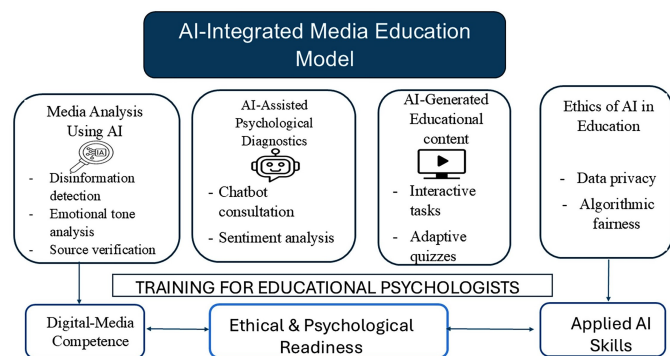 AI-Integrated Media Education
Model
Media Analysis
Using AI
IA
- Disinformation
detection
- Emotional tone
analysis
- Source verification
AI-Assisted
Psychological
Diagnostics
- Chatbot
consultation
- Sentiment analysis
AI-Generated
Educational
content
- Interactive
tasks
- Adaptive
quizzes
Ethics of AI in
Education
- Data privacy
- Algorithmic
fairness
TRAINING FOR EDUCATIONAL PSYCHOLOGISTS
Digital-Media
Competence
Ethical & Psychological
Readiness
Applied AI
Skills